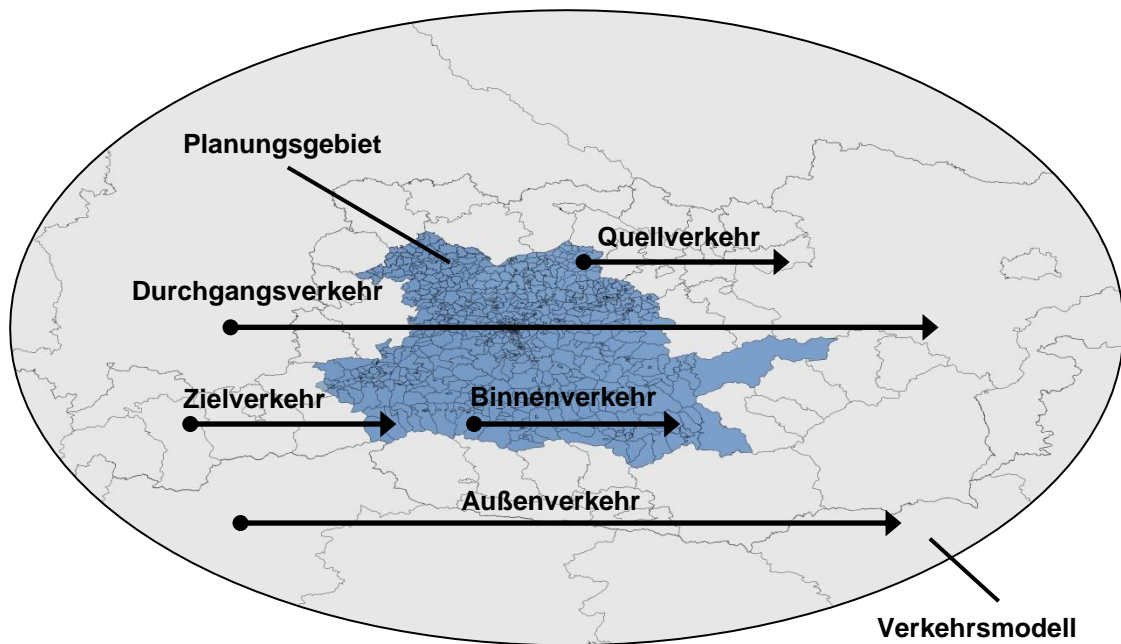 Planungsgebiet
Quellverkehr
Durchgangsverkehr
Zielverkehr
Binnenverkehr
Außenverkehr
Verkehrsmodell